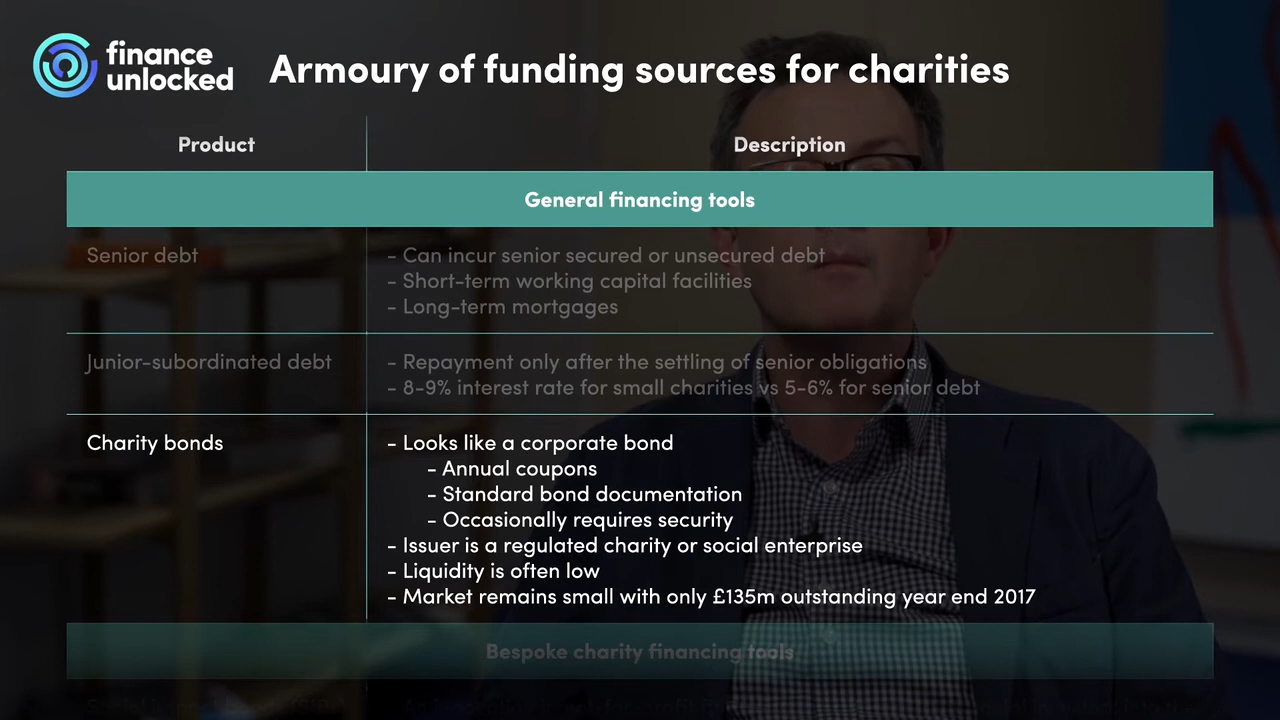 finance
unlocked
Armoury of funding sources for charities
Product
Description
General financing tools
Senior debt
- Can incur senior secured or unsecured debt
- Short-term working capital facilities
- Long-term mortgages
Junior-subordinated debt
- Repayment only after the settling of senior obligations
- 8-9% interest rate for small charities vs 5-6% for senior debt
Charity bonds
- Looks like a corporate bond
- Annual coupons
- Standard bond documentation
- Occasionally requires security
- Issuer is a regulated charity or social enterprise
- Liquidity is often low
- Market remains small with only £135m outstanding year end 2017
Bespoke charity financing tools